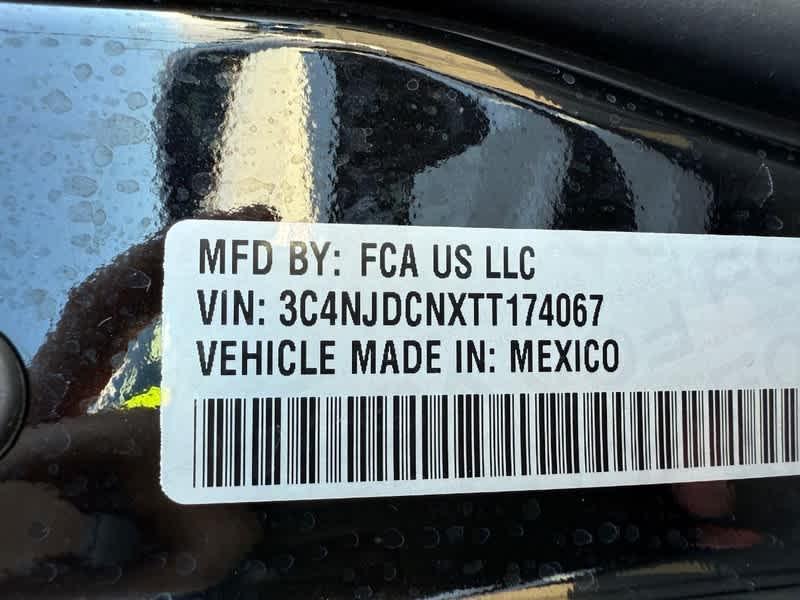 MFD BY: FCA US LLC
VIN: 3C4NJDCNXTT174067
VEHICLE MADE IN: MEXICO